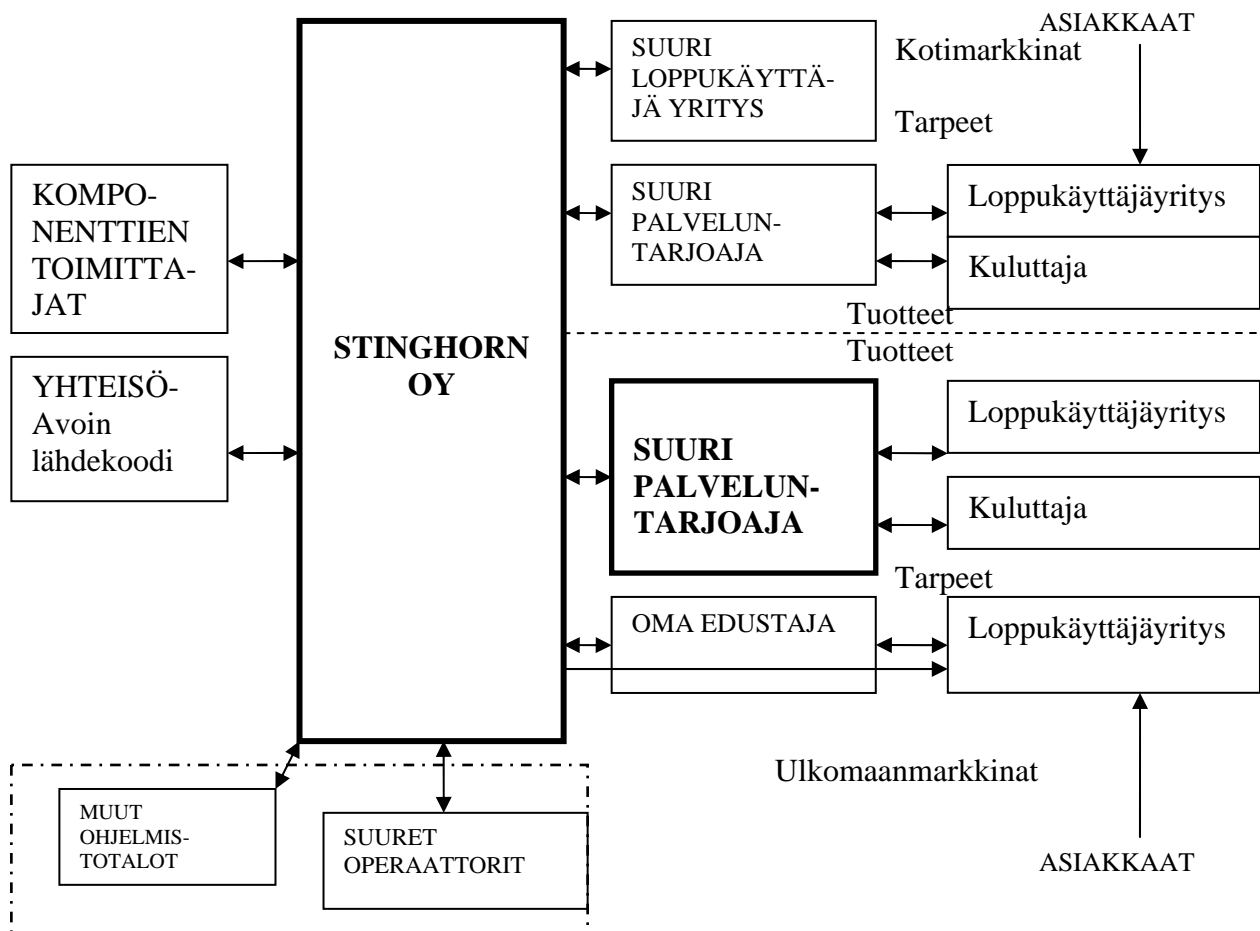 ASIAKKAAT
SUURI
LOPPUKÄYTTÄ-
JÄ YRITYS
Kotimarkkinat
Tarpeet
KOMPO-
NENTTIEN
TOIMITTA-
JAT
SUURI
PALVELUN-
TARJOAJA
Loppukäyttäjäyritys
Kuluttaja
Tuotteet
Tuotteet
STINGHORN
OY
YHTEISÖ-
Avoin
lähdekoodi
SUURI
PALVELUN-
TARJOAJA
Loppukäyttäjäyritys
Kuluttaja
Tarpeet
OMA EDUSTAJA
Loppukäyttäjäyritys
Ulkomaanmarkkinat
MUUT
OHJELMIS-
TOTALOT
SUURET
OPERAATTORIT
ASIAKKAAT